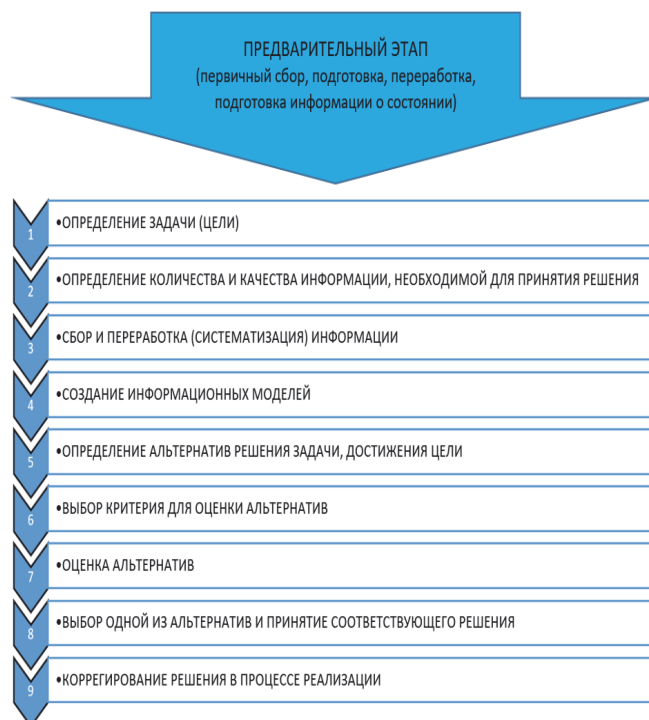 ПРЕДВАРИТЕЛЬНЫЙ ЭТАП
(первичный сбор, подготовка, переработка,
подготовка информации о состоянии)
1
•ОПРЕДЕЛЕНИЕ ЗАДАЧИ (ЦЕЛИ)
2
•ОПРЕДЕЛЕНИЕ КОЛИЧЕСТВА И КАЧЕСТВА ИНФОРМАЦИИ, НЕОБХОДИМОЙ ДЛЯ ПРИНЯТИЯ РЕШЕНИЯ
3
•СБОР И ПЕРЕРАБОТКА (СИСТЕМАТИЗАЦИЯ) ИНФОРМАЦИИ
4
•СОЗДАНИЕ ИНФОРМАЦИОННЫХ МОДЕЛЕЙ
5
•ОПРЕДЕЛЕНИЕ АЛЬТЕРНАТИВ РЕШЕНИЯ ЗАДАЧИ, ДОСТИЖЕНИЯ ЦЕЛИ
6
•ВЫБОР КРИТЕРИЯ ДЛЯ ОЦЕНКИ АЛЬТЕРНАТИВ
7
•ОЦЕНКА АЛЬТЕРНАТИВ
8
•ВЫБОР ОДНОЙ ИЗ АЛЬТЕРНАТИВ И ПРИНЯТИЕ СООТВЕТСТВУЮЩЕГО РЕШЕНИЯ
9
•КОРРЕГИРОВАНИЕ РЕШЕНИЯ В ПРОЦЕССЕ РЕАЛИЗАЦИИ